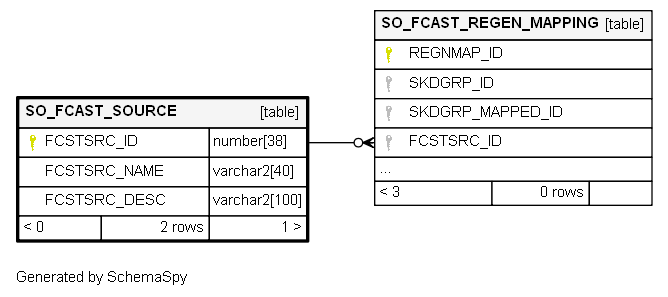 SO_FCAST_REGEN_MAPPING [table]
REGNMAP_ID
SKDGRP_ID
SKDGRP_MAPPED_ID
FCSTSRC_ID
...
< 3 0 rows
SO_FCAST_SOURCE [table]
FCSTSRC_ID number[38]
FCSTSRC_NAME varchar2[40]
FCSTSRC_DESC varchar2[100]
< 0 2 rows 1 >
Generated by SchemaSpy